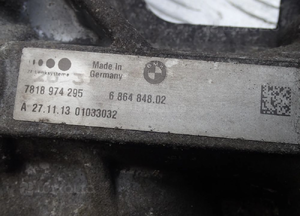 Made in
Germany
7818 974 295
6 864 848.02
A 27.11.13 01033032